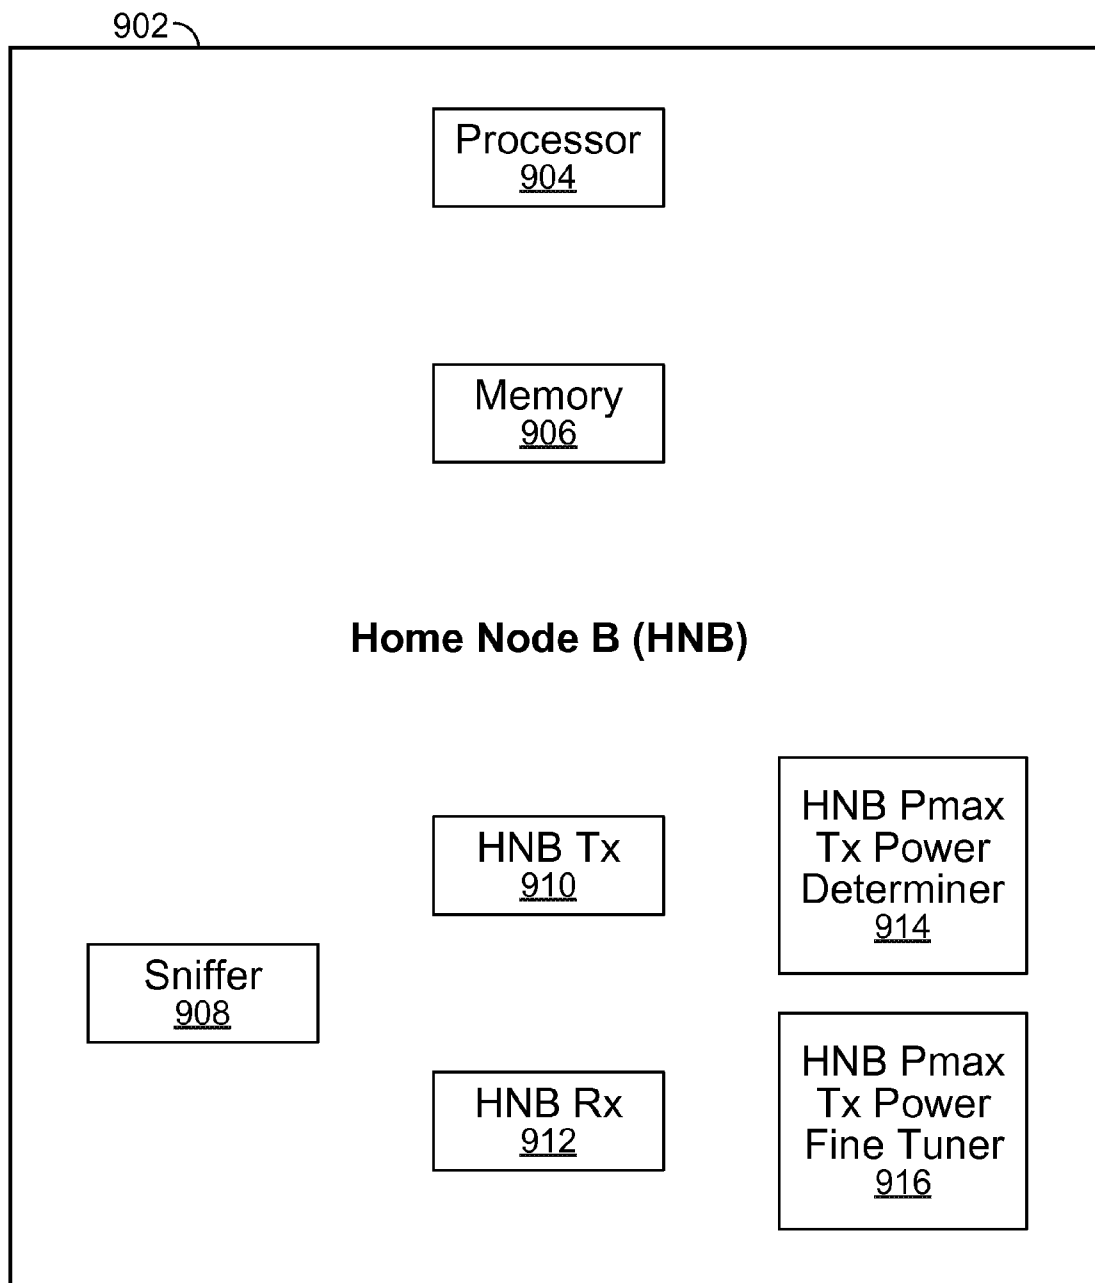 902
Processor
904
Memory
906
Home Node B (HNB)
HNB Tx
910
HNB Pmax
Tx Power
Determiner
914
Sniffer
908
HNB Rx
912
HNB Pmax
Tx Power
Fine Tuner
916